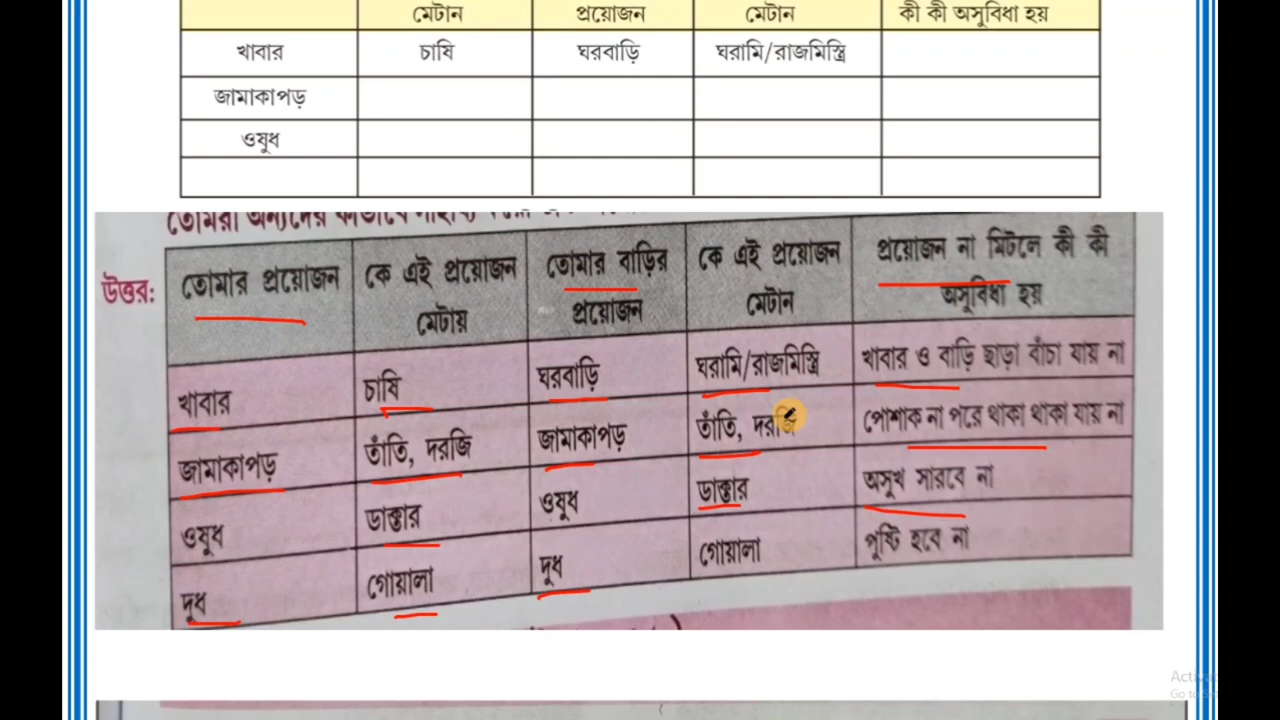 মেটান প্রয়োজন মেটান কী কী অসুবিধা হয়
খাবার চাষি ঘরবাড়ি ঘরামি/রাজমিস্ত্রি
জামাকাপড়
ওষুধ
উত্তর:
তোমার প্রয়োজন কে এই প্রয়োজন মেটায় তোমার বাড়ির প্রয়োজন কে এই প্রয়োজন মেটান প্রয়োজন না মিটলে কী কী অসুবিধা হয়
খাবার চাষি ঘরবাড়ি ঘরামি/রাজমিস্ত্রি খাবার ও বাড়ি ছাড়া বাঁচা যায় না
জামাকাপড় তাঁতি, দরজি জামাকাপড় তাঁতি, দরজি পোশাক না পরে থাকা থাকা যায় না
ওষুধ ডাক্তার ওষুধ ডাক্তার অসুখ সারবে না
দুধ গোয়ালা দুধ গোয়ালা পুষ্টি হবে না